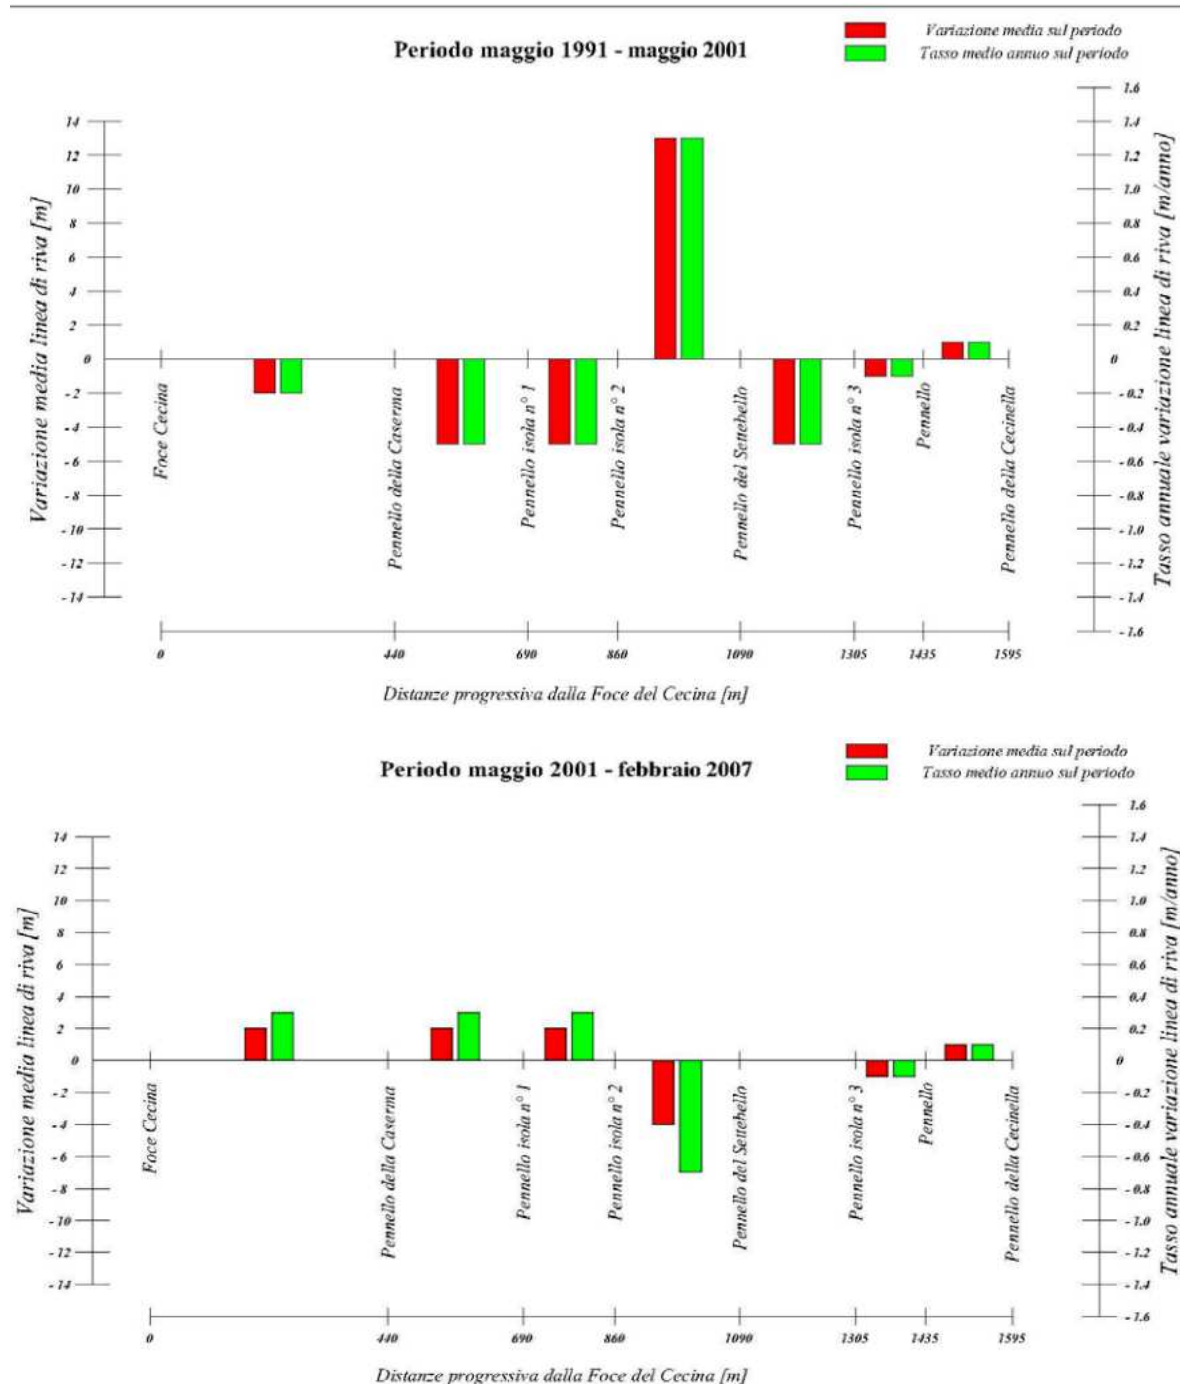 Periodo maggio 1991 - maggio 2001
Variazione media sul periodo
Tasso medio annuo sul periodo
Variazione media linea di riva [m]
14
12
10
8
6
4
2
0
- 2
- 4
- 6
- 8
- 10
- 12
- 14
Foce Cecina
Pennello della Caserma
Pennello isola n° 1
Pennello isola n° 2
Pennello del Settebello
Pennello isola n° 3
Pennello
Pennello della Cecinella
1.6
1.4
1.2
1.0
0.8
0.6
0.4
0.2
0
- 0.2
- 0.4
- 0.6
- 0.8
- 1.0
- 1.2
- 1.4
- 1.6
Tasso annuale variazione linea di riva [m/anno]
0 440 690 860 1090 1305 1435 1595
Distanze progressiva dalla Foce del Cecina [m]
Periodo maggio 2001 - febbraio 2007
Variazione media sul periodo
Tasso medio annuo sul periodo
Variazione media linea di riva [m]
14
12
10
8
6
4
2
0
- 2
- 4
- 6
- 8
- 10
- 12
- 14
Foce Cecina
Pennello della Caserma
Pennello isola n° 1
Pennello isola n° 2
Pennello del Settebello
Pennello isola n° 3
Pennello
Pennello della Cecinella
1.6
1.4
1.2
1.0
0.8
0.6
0.4
0.2
0
- 0.2
- 0.4
- 0.6
- 0.8
- 1.0
- 1.2
- 1.4
- 1.6
Tasso annuale variazione linea di riva [m/anno]
0 440 690 860 1090 1305 1435 1595
Distanze progressiva dalla Foce del Cecina [m]